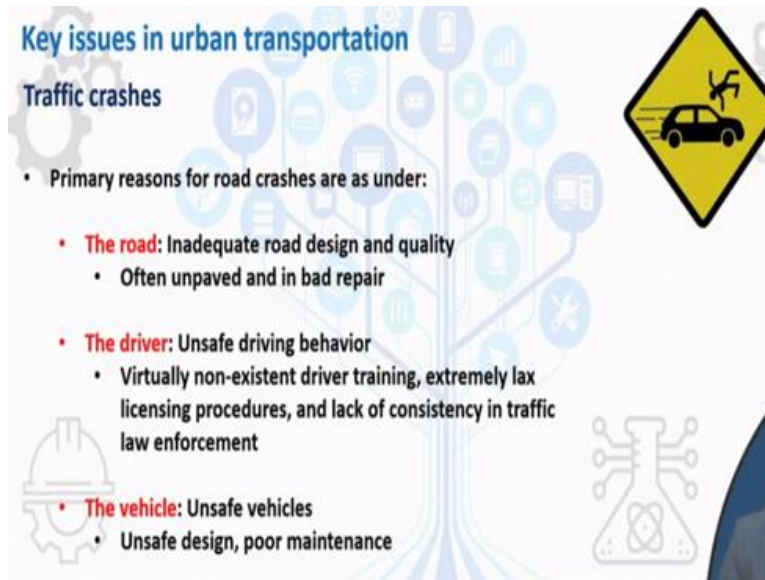 Key issues in urban transportation
Traffic crashes
• Primary reasons for road crashes are as under:
• The road: Inadequate road design and quality
• Often unpaved and in bad repair
• The driver: Unsafe driving behavior
• Virtually non-existent driver training, extremely lax
licensing procedures, and lack of consistency in traffic
law enforcement
• The vehicle: Unsafe vehicles
• Unsafe design, poor maintenance